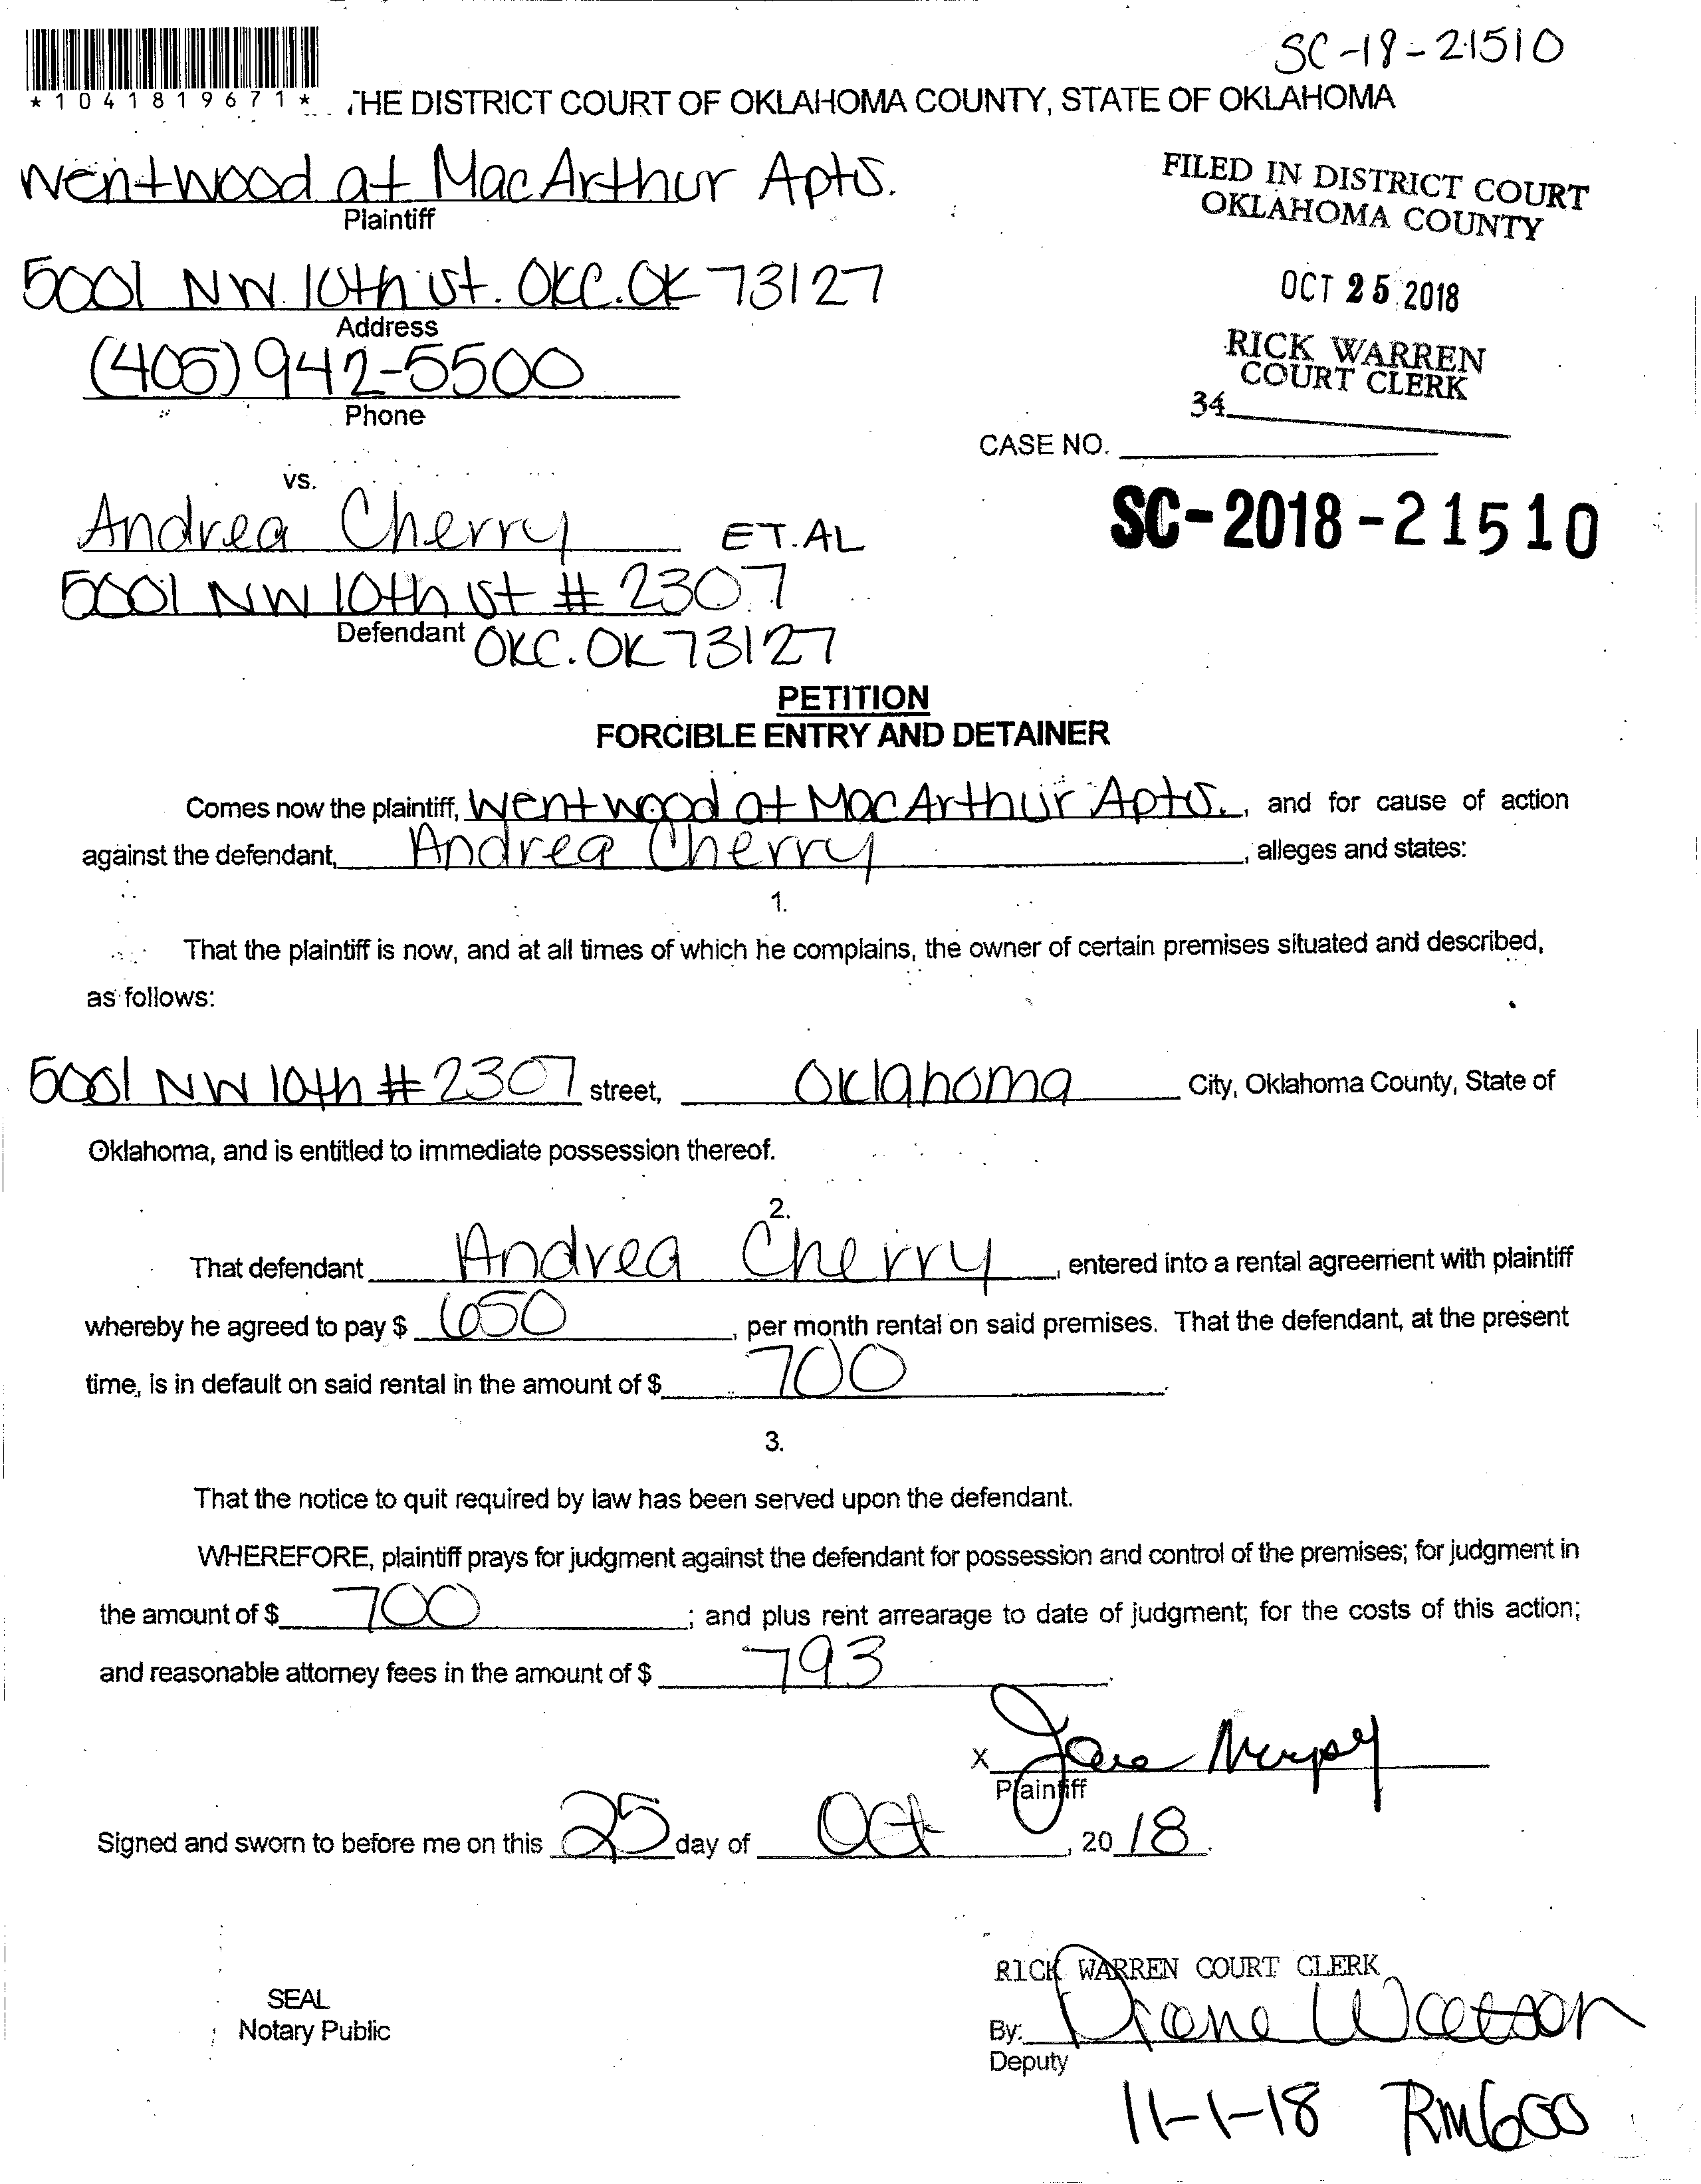 SC-18-21510
*1041819671*
THE DISTRICT COURT OF OKLAHOMA COUNTY, STATE OF OKLAHOMA
Wentwood at MacArthur Apts.
Plaintiff
FILED IN DISTRICT COURT
OKLAHOMA COUNTY
5001 NW 10th st. OKC. OK 73127
Address
OCT 25 2018
(405) 942-5500
Phone
RICK WARREN
COURT CLERK
34
CASE NO.
vs.
Andrea Cherry ET.AL
SC-2018-21510
5001 NW 10th st # 2307
Defendant OKC. OK 73127
PETITION
FORCIBLE ENTRY AND DETAINER
Comes now the plaintiff, Wentwood at MacArthur Apts., and for cause of action
against the defendant, Andrea Cherry, alleges and states:
1.
That the plaintiff is now, and at all times of which he complains, the owner of certain premises situated and described,
as follows:
5001 NW 10th # 2307 street, Oklahoma City, Oklahoma County, State of
Oklahoma, and is entitled to immediate possession thereof.
2.
That defendant Andrea Cherry, entered into a rental agreement with plaintiff
whereby he agreed to pay $ 650, per month rental on said premises. That the defendant, at the present
time, is in default on said rental in the amount of $ 700.
3.
That the notice to quit required by law has been served upon the defendant.
WHEREFORE, plaintiff prays for judgment against the defendant for possession and control of the premises; for judgment in
the amount of $ 700; and plus rent arrearage to date of judgment; for the costs of this action;
and reasonable attorney fees in the amount of $ 793.
X
Plaintiff
Signed and sworn to before me on this 25 day of Oct, 20 18.
RICK WARREN COURT CLERK
SEAL
Notary Public
By: Diane Watson
Deputy
11-1-18 Rm600